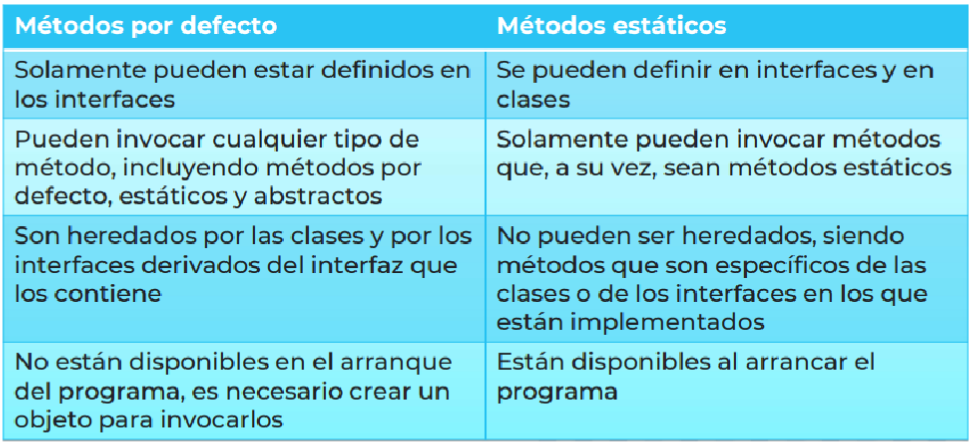 Métodos por defecto
Métodos estáticos
Solamente pueden estar definidos en
los interfaces
Se pueden definir en interfaces y en
clases
Pueden invocar cualquier tipo de
método, incluyendo métodos por
defecto, estáticos y abstractos
Solamente pueden invocar métodos
que, a su vez, sean métodos estáticos
Son heredados por las clases y por los
interfaces derivados del interfaz que
los contiene
No pueden ser heredados, siendo
métodos que son específicos de las
clases o de los interfaces en los que
están implementados
No están disponibles en el arranque
del programa, es necesario crear un
objeto para invocarlos
Están disponibles al arrancar el
programa